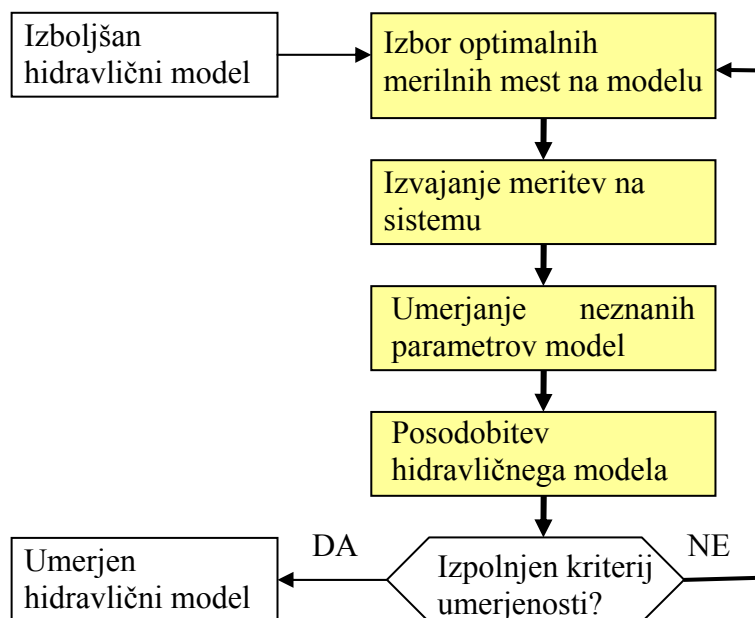 Izboljšan
hidravlični model
Izbor optimalnih
merilnih mest na modelu
Izvajanje meritev na
sistemu
Umerjanje neznanih
parametrov model
Posodobitev
hidravličnega modela
DA
NE
Umerjen
hidravlični model
Izpolnjen kriterij
umerjenosti?